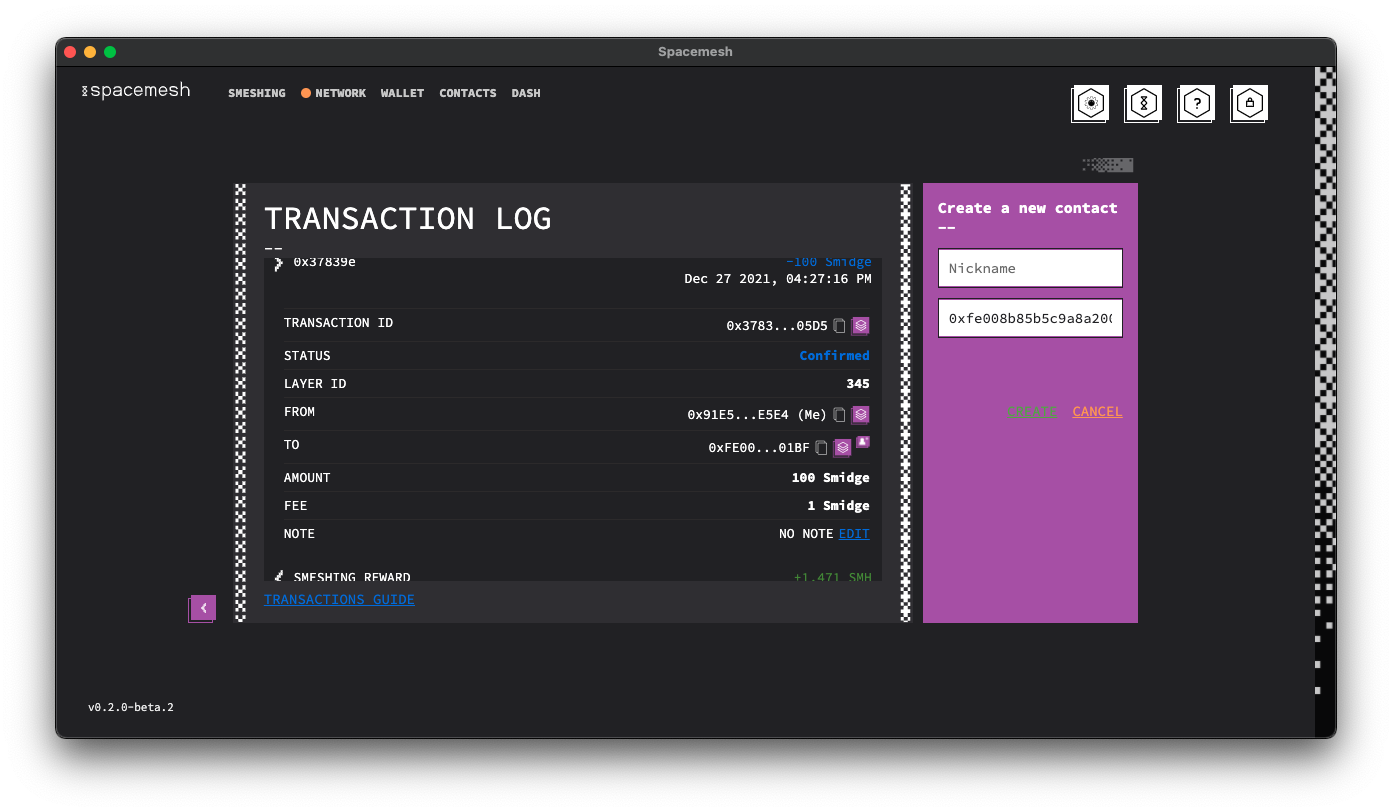 Spacemesh
spacemesh
SMESHING NETWORK WALLET CONTACTS DASH
?
TRANSACTION LOG
--
0x37839e -100 Smidge
Dec 27 2021, 04:27:16 PM
TRANSACTION ID 0x3783...05D5
STATUS Confirmed
LAYER ID 345
FROM 0x91E5...E5E4 (Me)
TO 0xFE00...01BF
AMOUNT 100 Smidge
FEE 1 Smidge
NOTE NO NOTE EDIT
SMESHING REWARD +1.471 SMH
TRANSACTIONS GUIDE
Create a new contact
--
Nickname
0xfe008b85b5c9a8a200
CREATE CANCEL
v0.2.0-beta.2